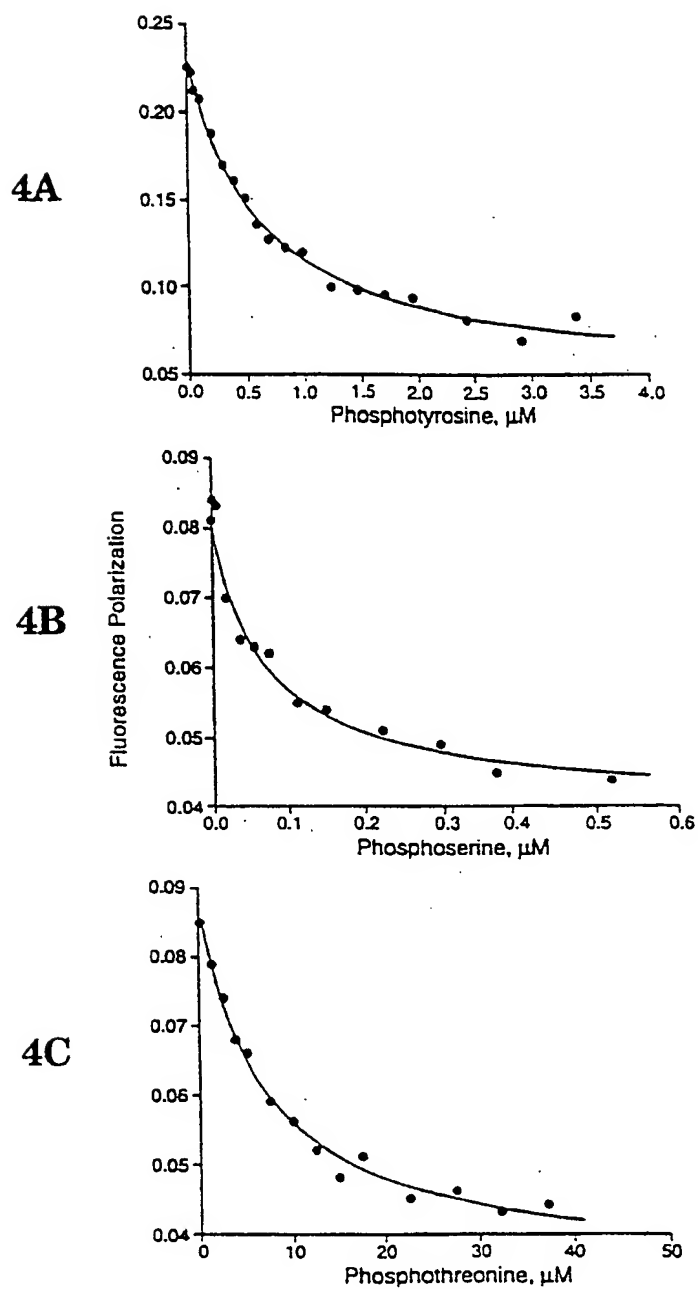 4A
0.25
0.20
0.15
0.10
0.05
0.0 0.5 1.0 1.5 2.0 2.5 3.0 3.5 4.0
Phosphotyrosine, μM
4B
Fluorescence Polarization
0.09
0.08
0.07
0.06
0.05
0.04
0.0 0.1 0.2 0.3 0.4 0.5 0.6
Phosphoserine, μM
4C
0.09
0.08
0.07
0.06
0.05
0.04
0 10 20 30 40 50
Phosphothreonine, μM